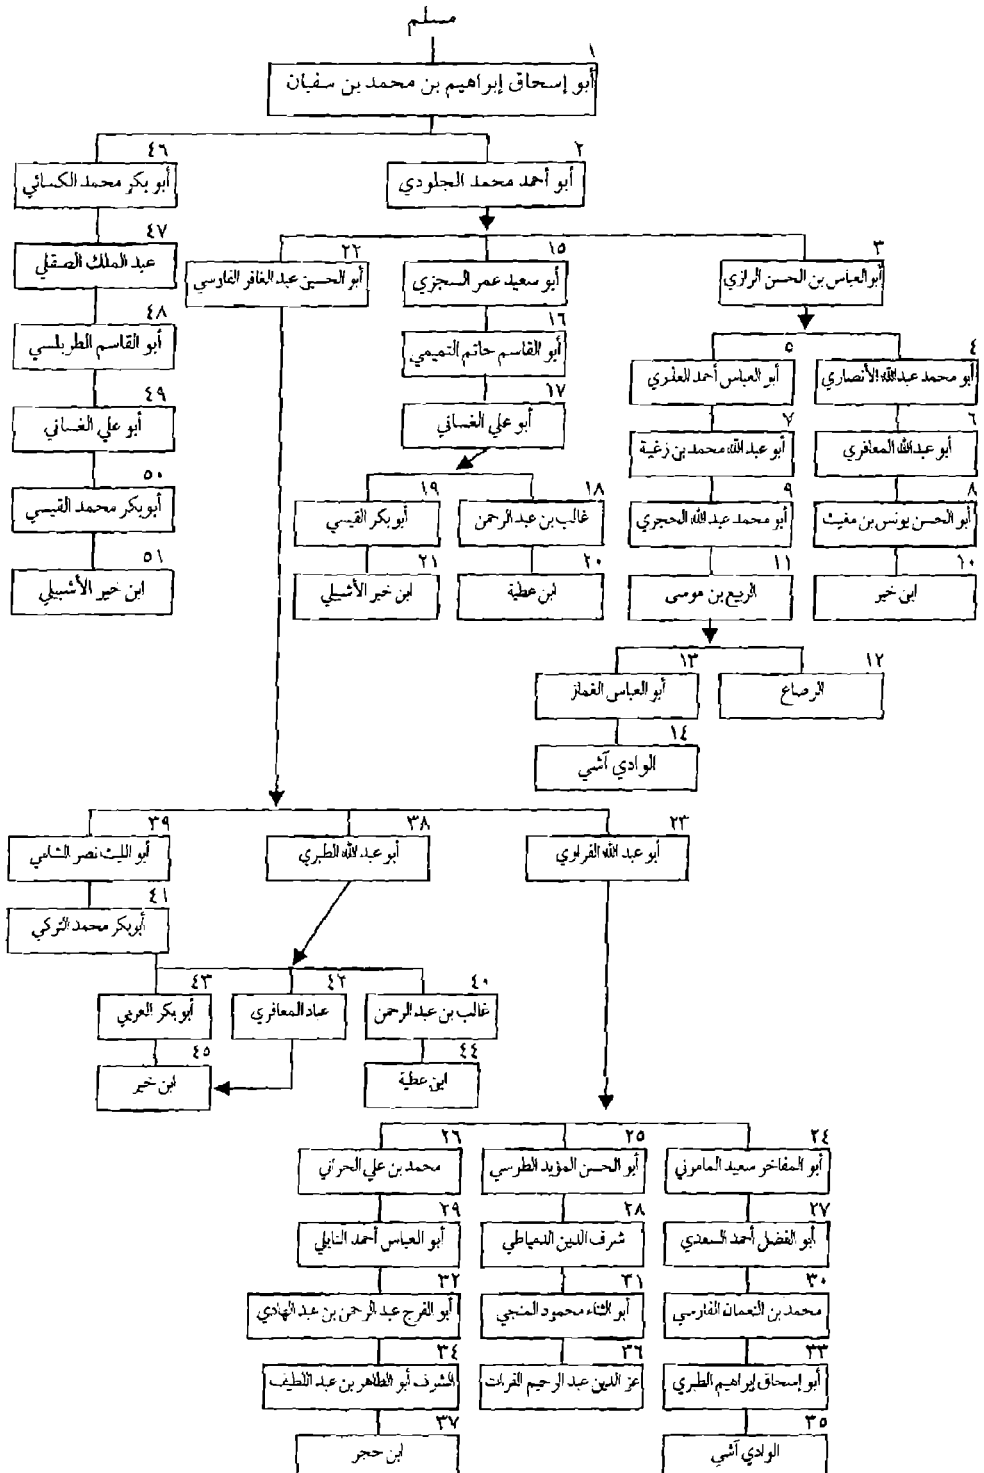 مسلم
١
أبو إسحاق إبراهيم بن محمد بن سفيان
٢ ٤٦
أبو أحمد محمد الجلودي أبو بكر محمد الكسائي
٤٧
عبد الملك الصقلي
٣ ١٥ ٢٢
أبو العباس بن الحسن الرازي أبو سعيد عمر السجزي أبو الحسين عبد الغافر الفارسي
١٦ ٤٨
أبو القاسم حاتم التميمي أبو القاسم الطربلسي
٤ ٥
أبو محمد عبد الله الأنصاري أبو العباس أحمد العذري
١٧ ٤٩
أبو علي الغساني أبو علي الغساني
٦ ٧
أبو عبد الله المعافري أبو عبد الله محمد بن زغيبة
٨ ٩ ١٨ ١٩ ٥٠
أبو الحسن يونس بن مغيث أبو محمد عبد الله الحجري غالب بن عبد الرحمن أبو بكر القيسي أبو بكر محمد القيسي
١٠ ١١ ٢٠ ٢١ ٥١
ابن خير الربيع بن موسى ابن عطية ابن خير الأشبيلي ابن خير الأشبيلي
١٢ ١٣
الرصاع أبو العباس الغماز
١٤
الوادي آشي
٢٣ ٣٨ ٣٩
أبو عبد الله الفراوي أبو عبد الله الطبري أبو الليث نصر الشامي
٤١
أبو بكر محمد التركي
٤٠ ٤٢ ٤٣
غالب بن عبد الرحمن عباد المعافري أبو بكر العربي
٤٤ ٤٥
ابن عطية ابن خير
٢٤ ٢٥ ٢٦
أبو المفاخر سعيد الماموني أبو الحسن المؤيد الطرسي محمد بن علي الحراني
٢٧ ٢٨ ٢٩
أبو الفضل أحمد السعدي شرف الدين الدمياطي أبو العباس أحمد النابلي
٣٠ ٣١ ٣٢
محمد بن النعمان الفارسي أبو الثناء محمود المنجي أبو الفرج عبد الرحمن بن عبد الهادي
٣٣ ٣٦ ٣٤
أبو إسحاق إبراهيم الطبري عز الدين عبد الرحيم الفرات الشرف أبو الطاهر بن عبد اللطيف
٣٥ ٣٧
الوادي آشي ابن حجر